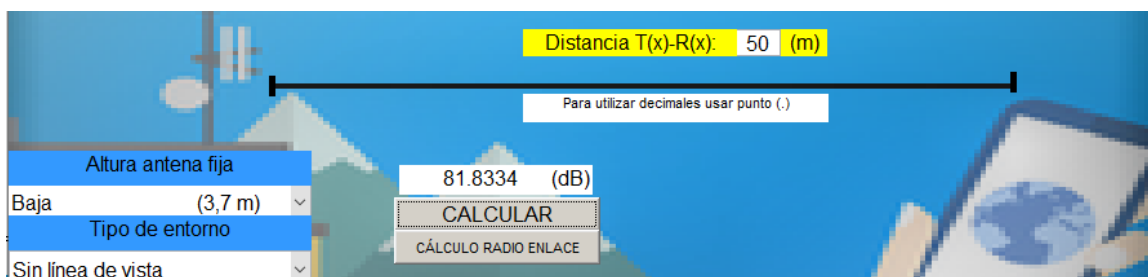 Distancia T(x)-R(x): 50 (m)
Para utilizar decimales usar punto (.)
Altura antena fija
Baja (3,7 m)
Tipo de entorno
Sin línea de vista
81.8334 (dB)
CALCULAR
CÁLCULO RADIO ENLACE